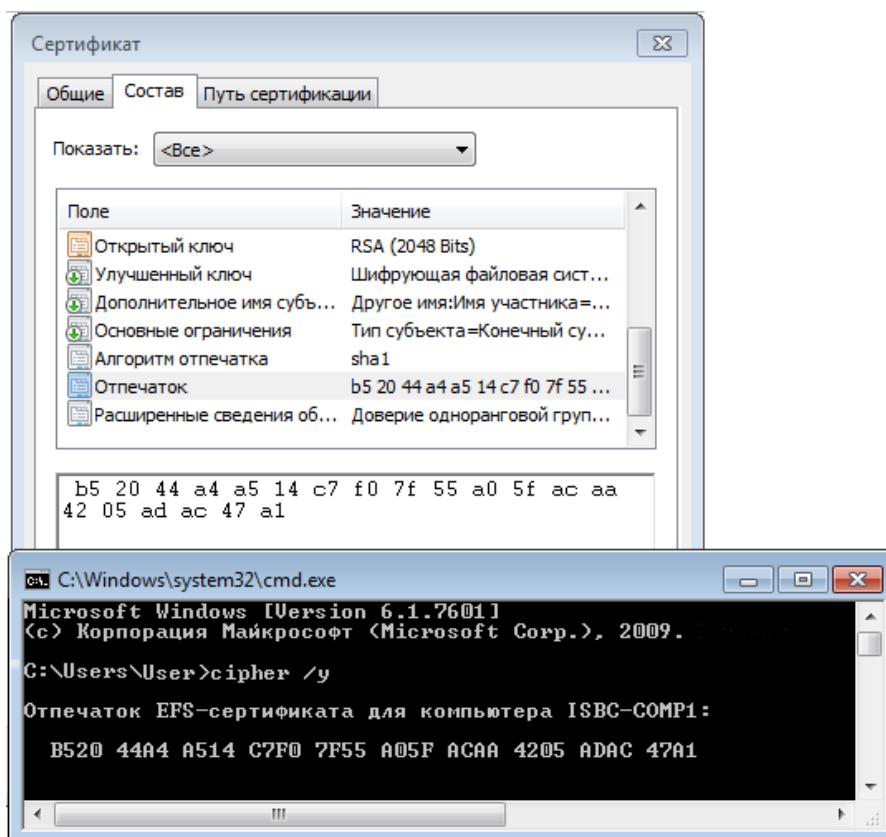 Сертификат
Общие Состав Путь сертификации
Показать: <Все>
Поле Значение
Открытый ключ RSA (2048 Bits)
Улучшенный ключ Шифрующая файловая сист...
Дополнительное имя субъ... Другое имя:Имя участника=...
Основные ограничения Тип субъекта=Конечный су...
Алгоритм отпечатка sha1
Отпечаток b5 20 44 a4 a5 14 c7 f0 7f 55 ...
Расширенные сведения об... Доверие одноранговой груп...
b5 20 44 a4 a5 14 c7 f0 7f 55 a0 5f ac aa
42 05 ad ac 47 a1
C:\Windows\system32\cmd.exe
Microsoft Windows [Version 6.1.7601]
(c) Корпорация Майкрософт (Microsoft Corp.), 2009.
C:\Users\User>cipher /y
Отпечаток EFS-сертификата для компьютера ISBC-COMP1:
B520 44A4 A514 C7F0 7F55 A05F ACAA 4205 ADAC 47A1